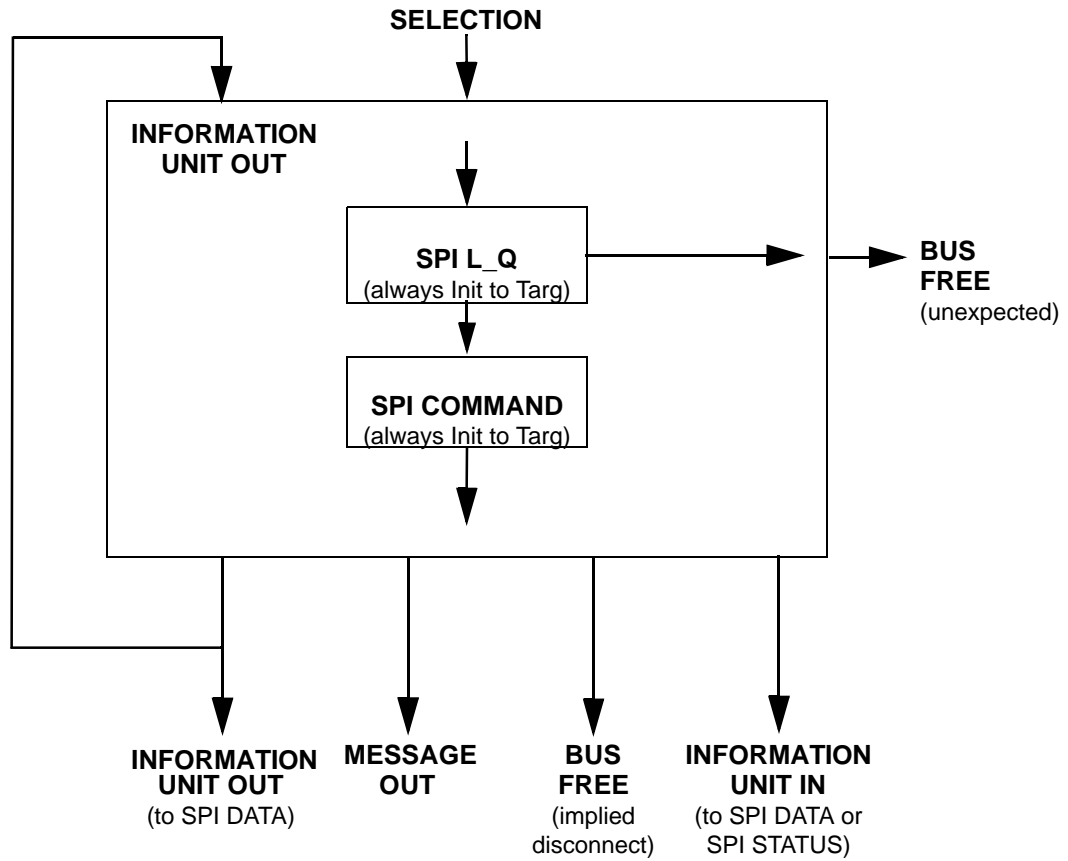 SELECTION
INFORMATION
UNIT OUT
SPI L_Q
(always Init to Targ)
BUS
FREE
(unexpected)
SPI COMMAND
(always Init to Targ)
INFORMATION
UNIT OUT
(to SPI DATA)
MESSAGE
OUT
BUS
FREE
(implied
disconnect)
INFORMATION
UNIT IN
(to SPI DATA or
SPI STATUS)